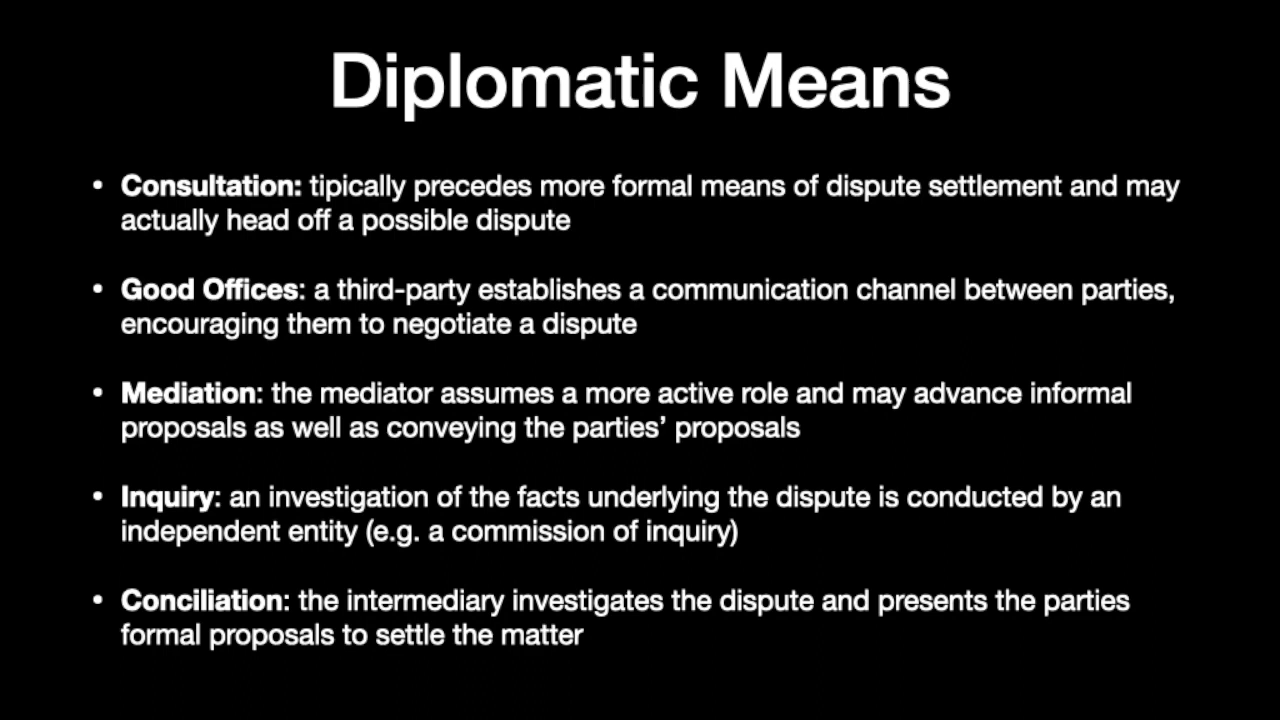 Diplomatic Means
• Consultation: tipically precedes more formal means of dispute settlement and may
actually head off a possible dispute
• Good Offices: a third-party establishes a communication channel between parties,
encouraging them to negotiate a dispute
• Mediation: the mediator assumes a more active role and may advance informal
proposals as well as conveying the parties’ proposals
• Inquiry: an investigation of the facts underlying the dispute is conducted by an
independent entity (e.g. a commission of inquiry)
• Conciliation: the intermediary investigates the dispute and presents the parties
formal proposals to settle the matter